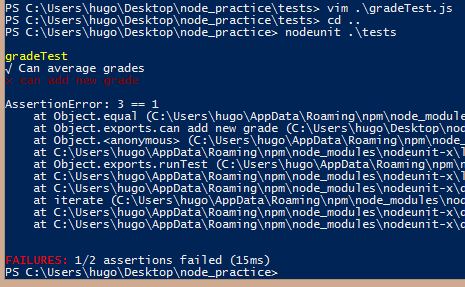 PS C:\Users\hugo\Desktop\node_practice\tests> vim .\gradeTest.js
PS C:\Users\hugo\Desktop\node_practice\tests> cd ..
PS C:\Users\hugo\Desktop\node_practice> nodeunit .\tests
gradeTest
√ Can average grades
× can add new grade
AssertionError: 3 == 1
at Object.equal (C:\Users\hugo\AppData\Roaming\npm\node_module
at Object.exports.can add new grade (C:\Users\hugo\Desktop\no
at Object.<anonymous> (C:\Users\hugo\AppData\Roaming\npm\node_
at C:\Users\hugo\AppData\Roaming\npm\node_modules\nodeunit-x\l
at Object.exports.runTest (C:\Users\hugo\AppData\Roaming\npm\n
at C:\Users\hugo\AppData\Roaming\npm\node_modules\nodeunit-x\l
at C:\Users\hugo\AppData\Roaming\npm\node_modules\nodeunit-x\d
at iterate (C:\Users\hugo\AppData\Roaming\npm\node_modules\nod
at C:\Users\hugo\AppData\Roaming\npm\node_modules\nodeunit-x\d
at C:\Users\hugo\AppData\Roaming\npm\node_modules\nodeunit-x\d
FAILURES: 1/2 assertions failed (15ms)
PS C:\Users\hugo\Desktop\node_practice>